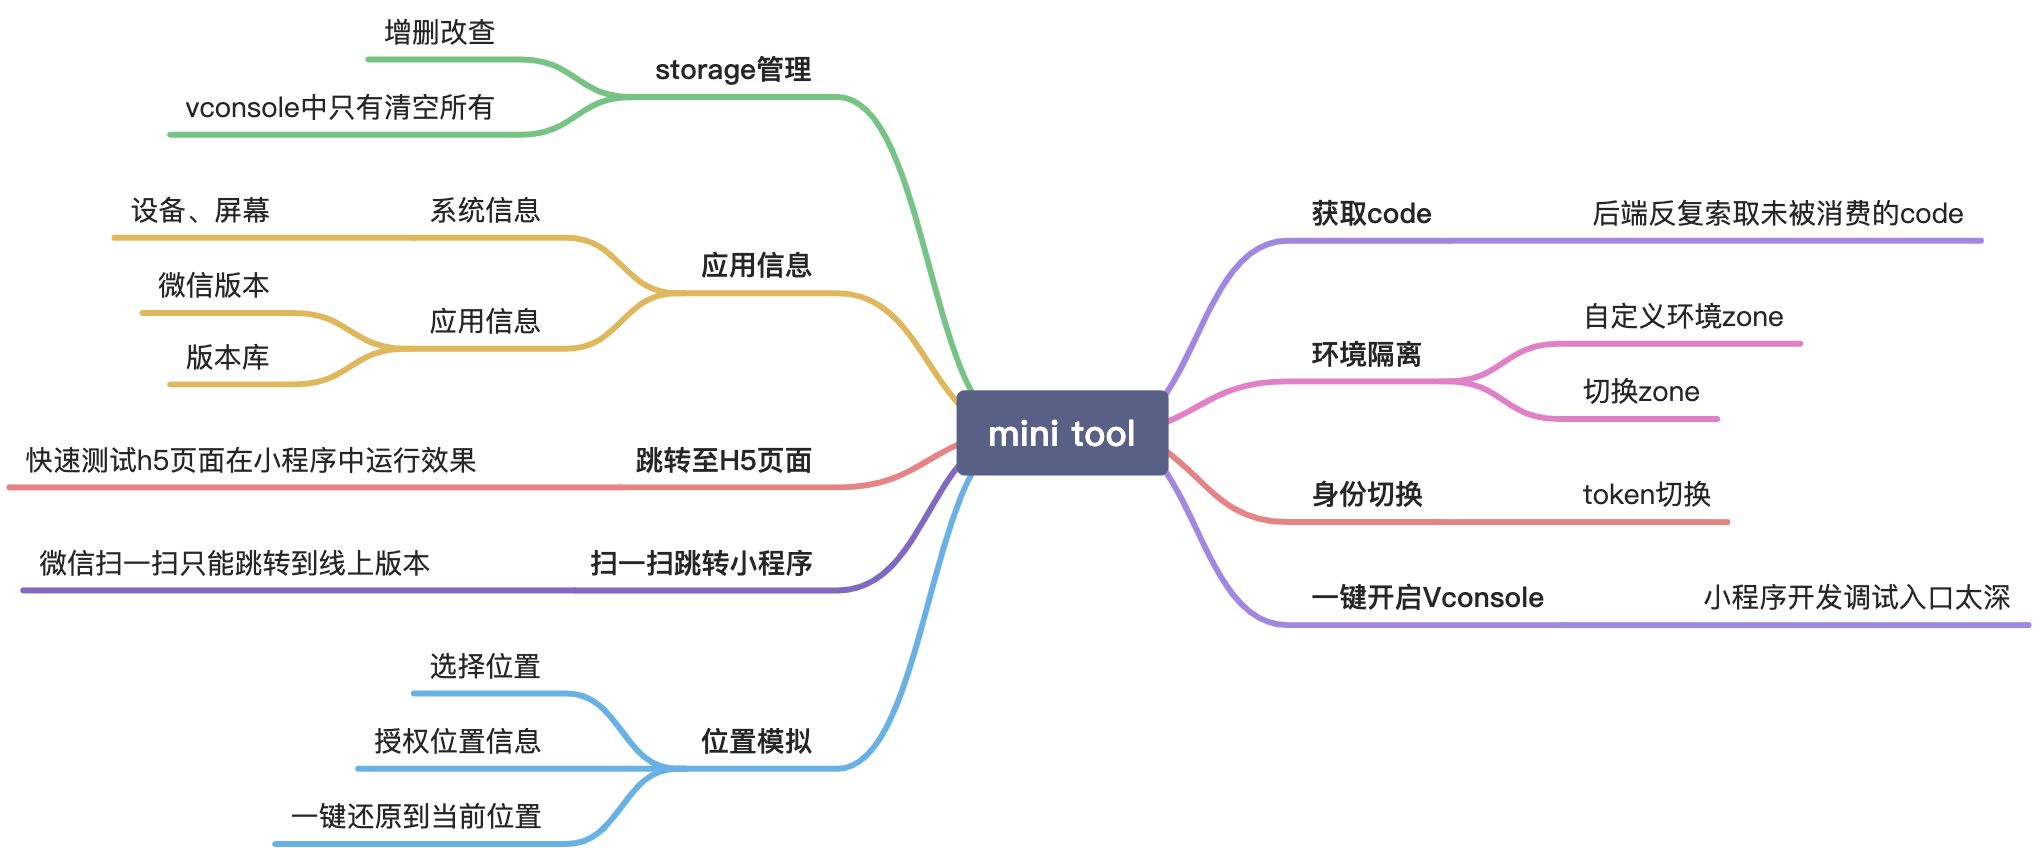 mini tool
获取code
后端反复索取未被消费的code
环境隔离
自定义环境zone
切换zone
身份切换
token切换
一键开启Vconsole
小程序开发调试入口太深
storage管理
增删改查
vconsole中只有清空所有
应用信息
系统信息
设备、屏幕
应用信息
微信版本
版本库
跳转至H5页面
快速测试h5页面在小程序中运行效果
扫一扫跳转小程序
微信扫一扫只能跳转到线上版本
位置模拟
选择位置
授权位置信息
一键还原到当前位置